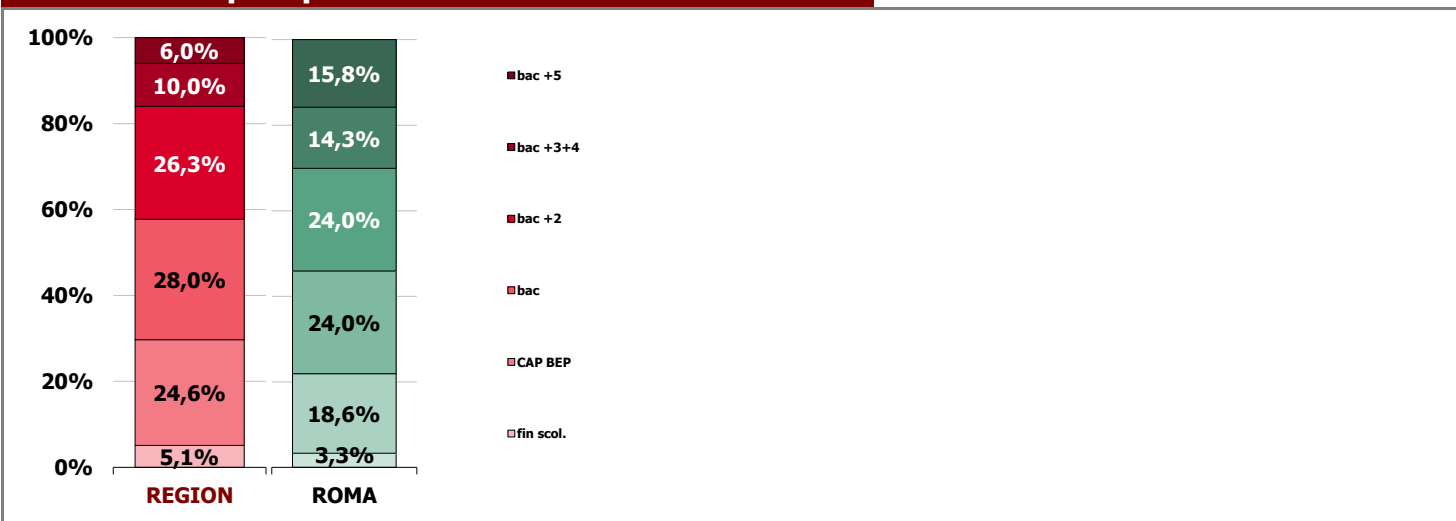 100%
80%
60%
40%
20%
0%
6,0%
10,0%
26,3%
28,0%
24,6%
5,1%
REGION
15,8%
14,3%
24,0%
24,0%
18,6%
3,3%
ROMA
bac +5
bac +3+4
bac +2
bac
CAP BEP
fin scol.